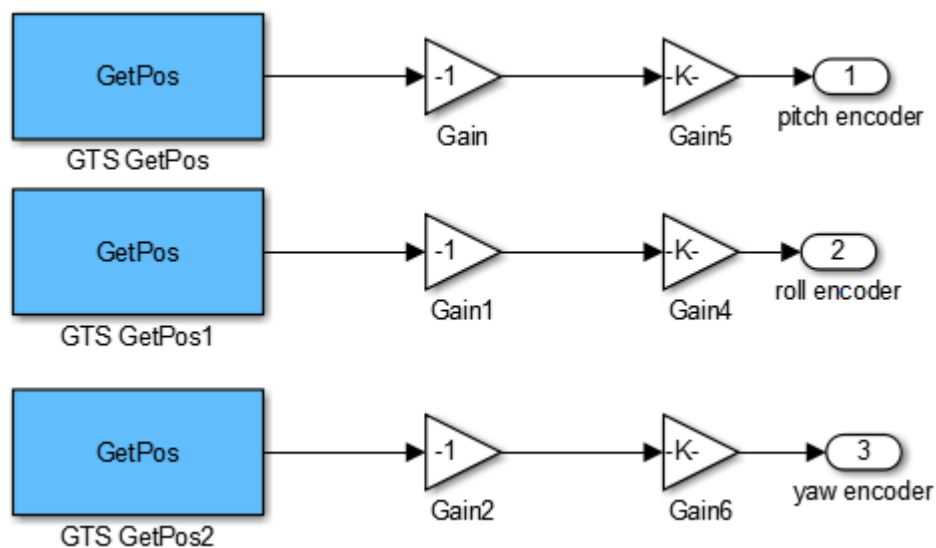 GetPos
-1
-K-
1
GTS GetPos
Gain
Gain5
pitch encoder
GetPos
-1
-K-
2
GTS GetPos1
Gain1
Gain4
roll encoder
GetPos
-1
-K-
3
GTS GetPos2
Gain2
Gain6
yaw encoder